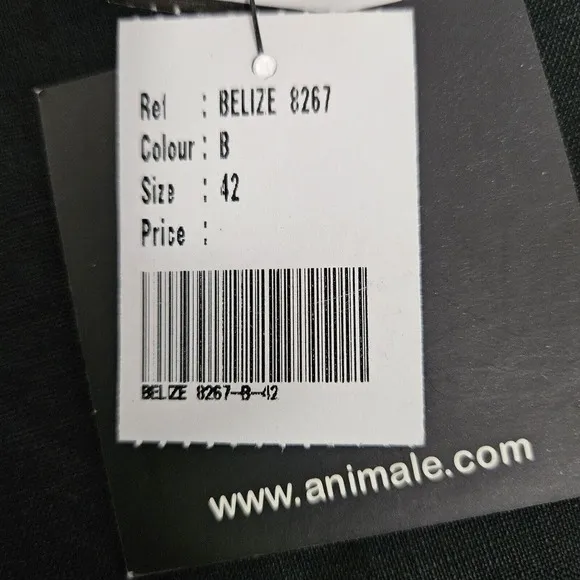 Ref : BELIZE 8267
Colour : B
Size : 42
Price :
BELIZE 8267-B-42
www.animale.com